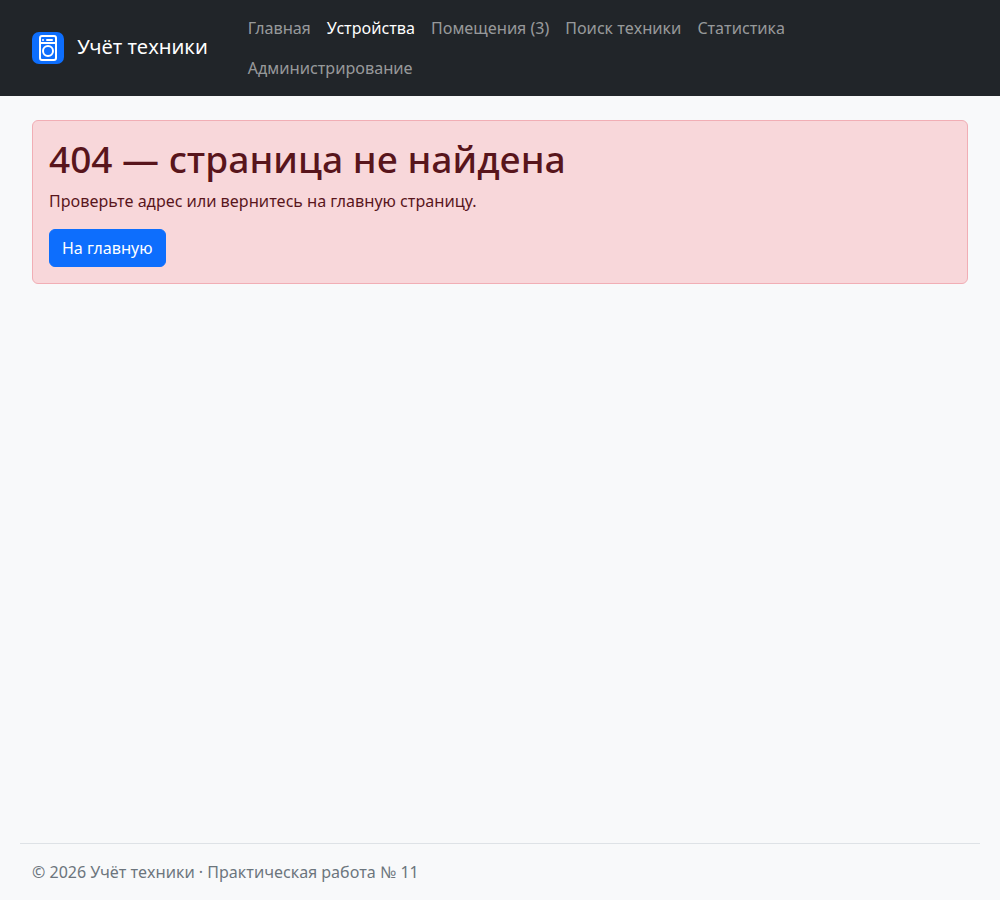 Учёт техники
Главная Устройства Помещения (3) Поиск техники Статистика
Администрирование
404 — страница не найдена
Проверьте адрес или вернитесь на главную страницу.
На главную
© 2026 Учёт техники · Практическая работа № 11